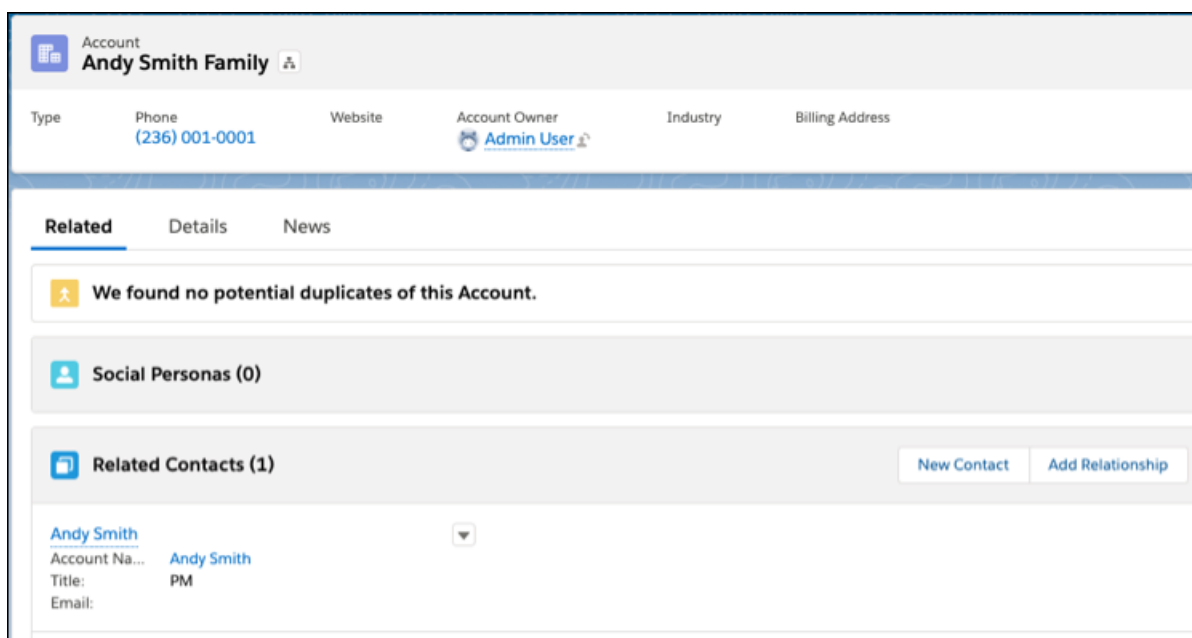 Account
Andy Smith Family
Type Phone Website Account Owner Industry Billing Address
(236) 001-0001 Admin User
Related Details News
We found no potential duplicates of this Account.
Social Personas (0)
Related Contacts (1) New Contact Add Relationship
Andy Smith
Account Na... Andy Smith
Title: PM
Email: